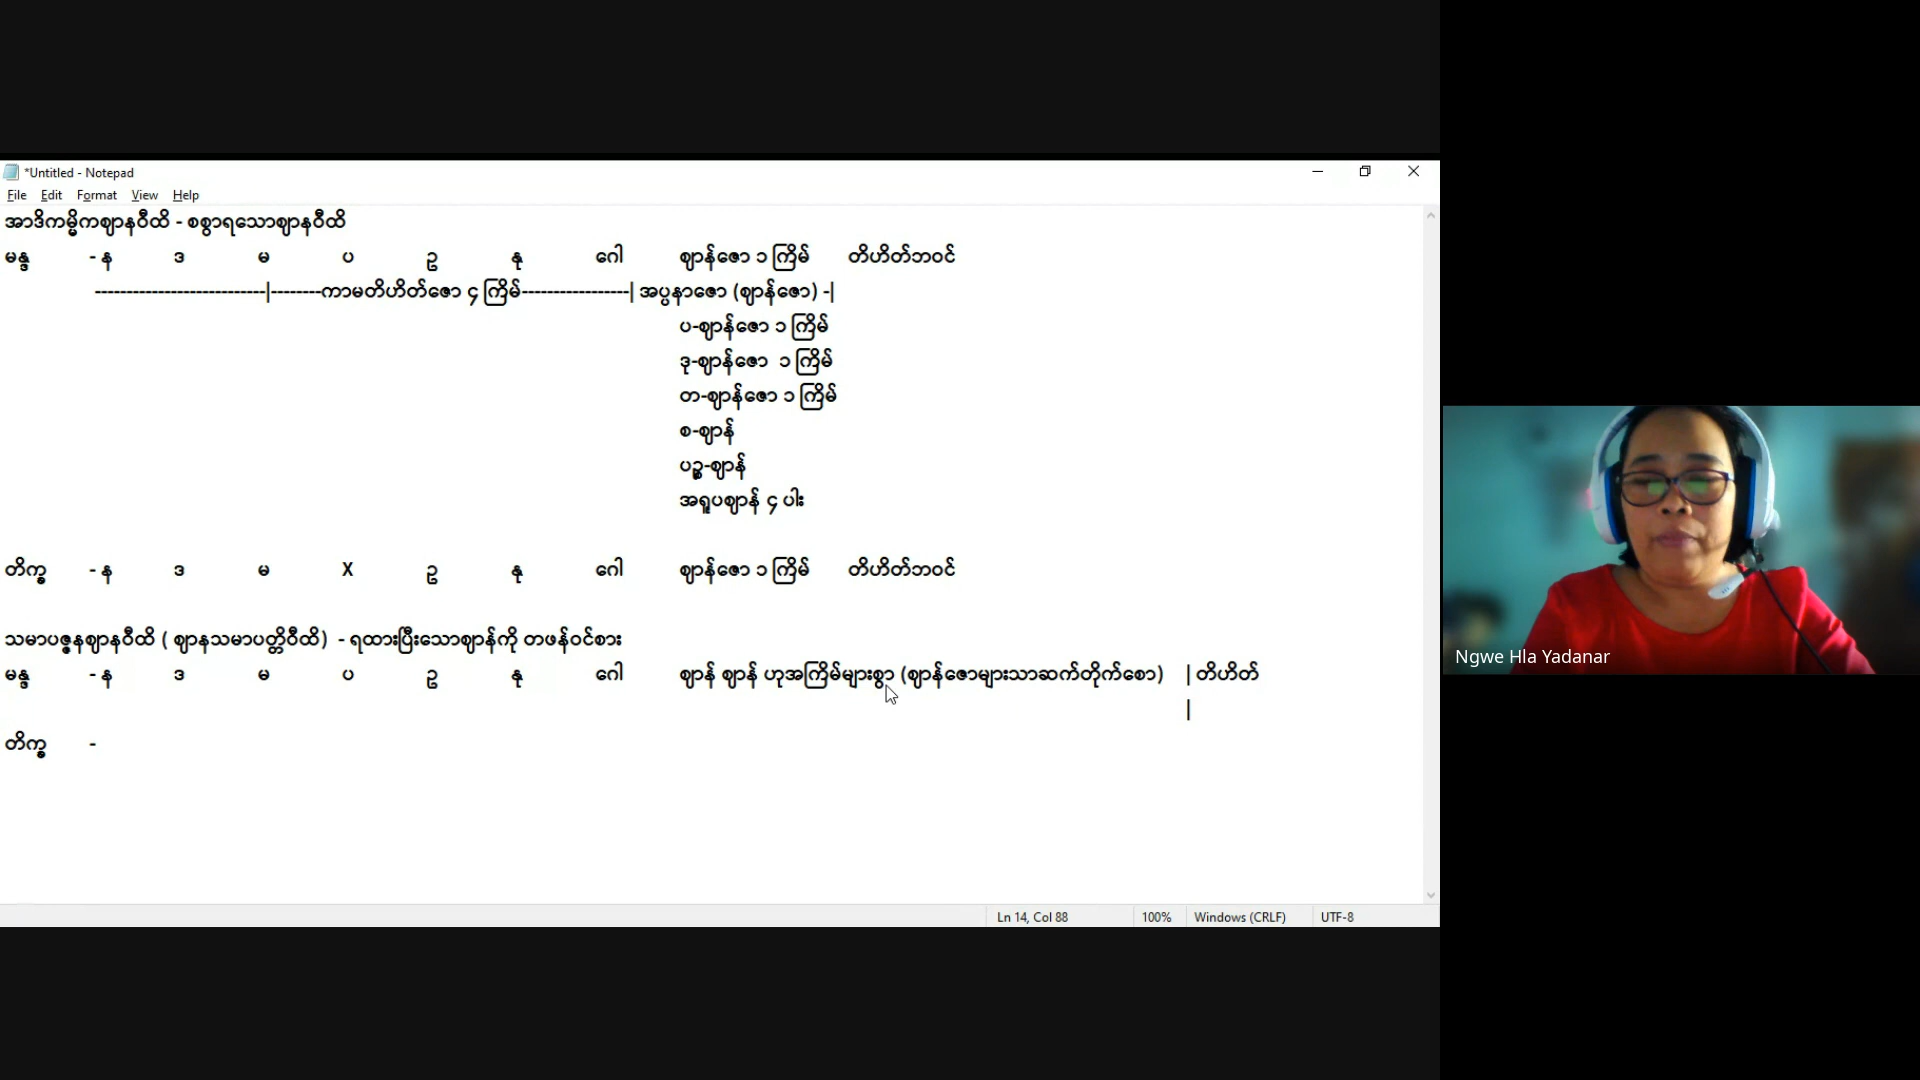 *Untitled - Notepad
File Edit Format View Help
အာဒိကမ္မိကဈာနဝီထိ - စစွာရသောဈာနဝီထိ
မန္ဒ - န ဒ မ ပ ဥ နု ဂေါ ဈာန်ဇော ၁ ကြိမ် တိဟိတ်ဘဝင်
---------------------------|--------ကာမတိဟိတ်ဇော ၄ ကြိမ်-----------------| အပ္ပနာဇော (ဈာန်ဇော) -|
ပ-ဈာန်ဇော ၁ ကြိမ်
ဒု-ဈာန်ဇော ၁ ကြိမ်
တ-ဈာန်ဇော ၁ ကြိမ်
စ-ဈာန်
ပဉ္စ-ဈာန်
အရူပဈာန် ၄ ပါး
တိက္ခ - န ဒ မ X ဥ နု ဂေါ ဈာန်ဇော ၁ ကြိမ် တိဟိတ်ဘဝင်
သမာပဇ္ဇနဈာနဝီထိ ( ဈာနသမာပတ္တိဝီထိ) - ရထားပြီးသောဈာန်ကို တဖန်ဝင်စား
မန္ဒ - န ဒ မ ပ ဥ နု ဂေါ ဈာန် ဈာန် ဟုအကြိမ်များစွာ (ဈာန်ဇောများသာဆက်တိုက်စော) | တိဟိတ်
|
တိက္ခ -
Ngwe Hla Yadanar
Ln 14, Col 88 100% Windows (CRLF) UTF-8